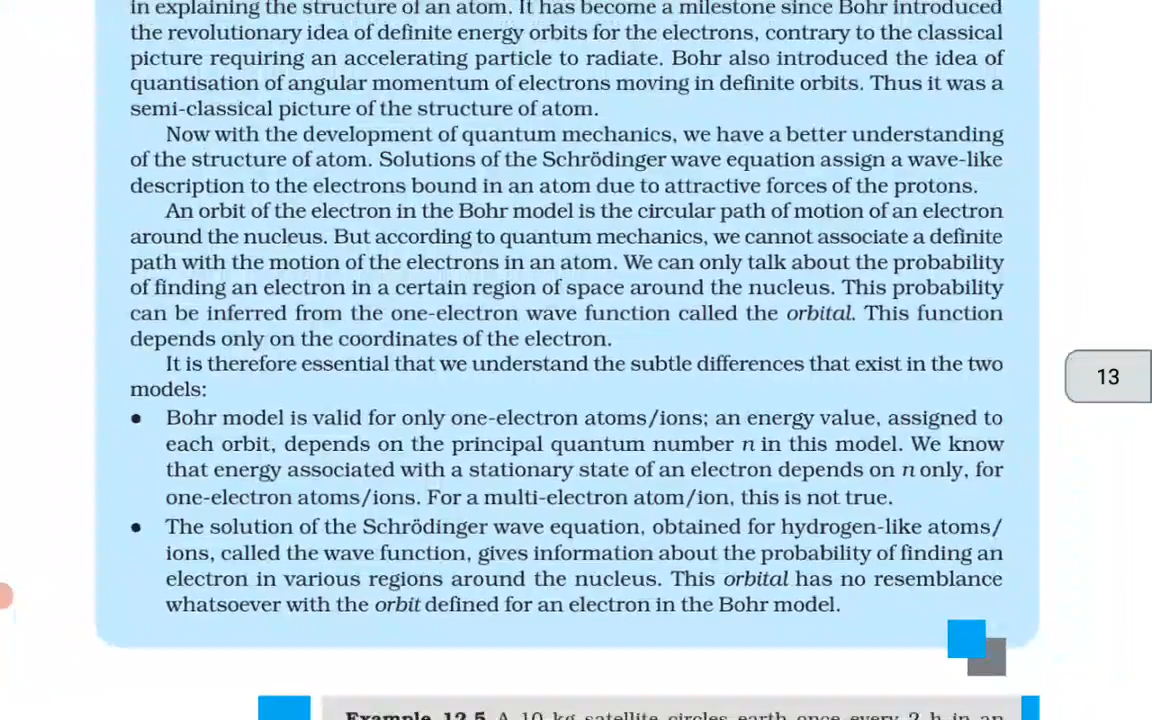 in explaining the structure of an atom. It has become a milestone since Bohr introduced
the revolutionary idea of definite energy orbits for the electrons, contrary to the classical
picture requiring an accelerating particle to radiate. Bohr also introduced the idea of
quantisation of angular momentum of electrons moving in definite orbits. Thus it was a
semi-classical picture of the structure of atom.
Now with the development of quantum mechanics, we have a better understanding
of the structure of atom. Solutions of the Schrödinger wave equation assign a wave-like
description to the electrons bound in an atom due to attractive forces of the protons.
An orbit of the electron in the Bohr model is the circular path of motion of an electron
around the nucleus. But according to quantum mechanics, we cannot associate a definite
path with the motion of the electrons in an atom. We can only talk about the probability
of finding an electron in a certain region of space around the nucleus. This probability
can be inferred from the one-electron wave function called the orbital. This function
depends only on the coordinates of the electron.
It is therefore essential that we understand the subtle differences that exist in the two
models:
• Bohr model is valid for only one-electron atoms/ions; an energy value, assigned to
each orbit, depends on the principal quantum number n in this model. We know
that energy associated with a stationary state of an electron depends on n only, for
one-electron atoms/ions. For a multi-electron atom/ion, this is not true.
• The solution of the Schrödinger wave equation, obtained for hydrogen-like atoms/
ions, called the wave function, gives information about the probability of finding an
electron in various regions around the nucleus. This orbital has no resemblance
whatsoever with the orbit defined for an electron in the Bohr model.
13
Example 12.5 A 10 kg satellite circles earth once every 2 h in an